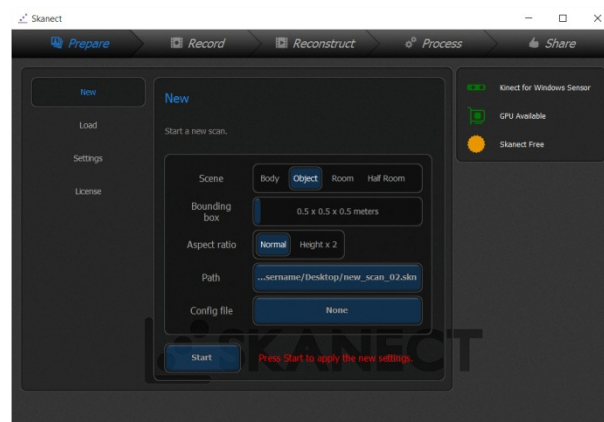 Skanect
Prepare
Record
Reconstruct
Process
Share
New
Load
Settings
License
New
Start a new scan.
Scene
Body Object Room Half Room
Bounding
box
0.5 x 0.5 x 0.5 meters
Aspect ratio
Normal Height x 2
Path
...sername/Desktop/new_scan_02.skn
Config file
None
Start
Press Start to apply the new settings.
SKANECT
Kinect for Windows Sensor
GPU Available
Skanect Free